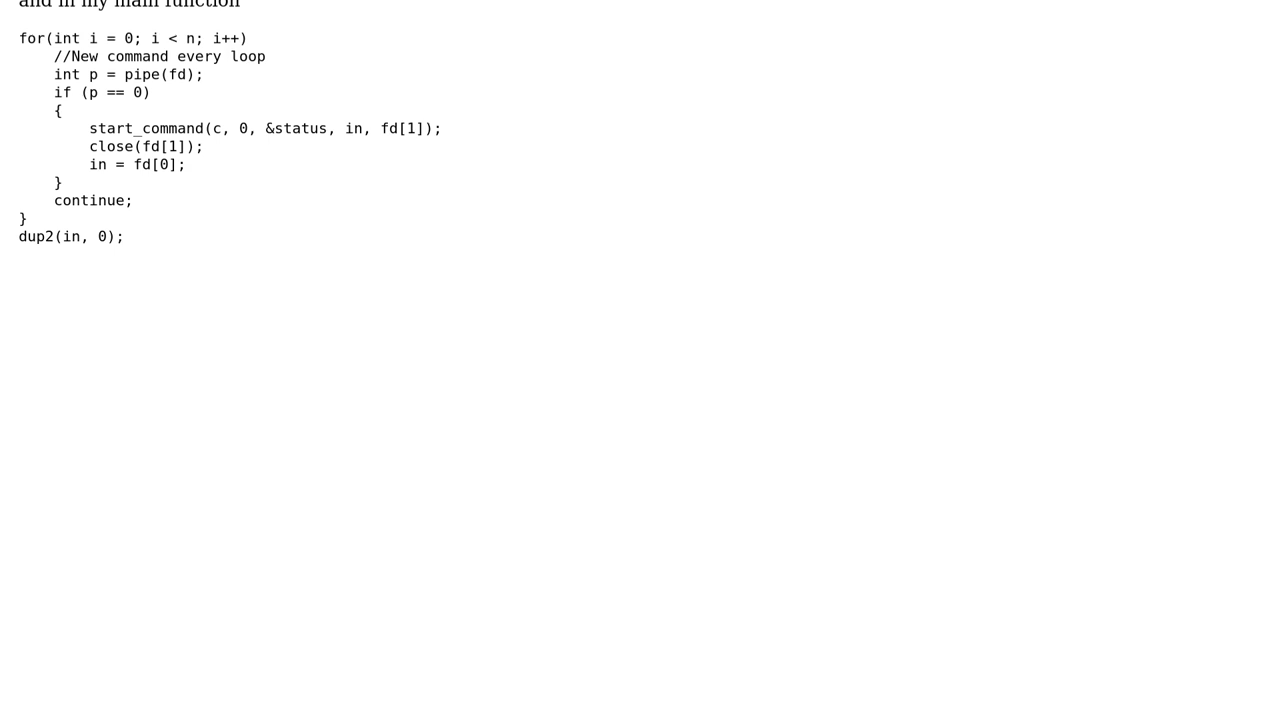 and in my main function
for(int i = 0; i < n; i++)
    //New command every loop
    int p = pipe(fd);
    if (p == 0)
    {
        start_command(c, 0, &status, in, fd[1]);
        close(fd[1]);
        in = fd[0];
    }
    continue;
}
dup2(in, 0);